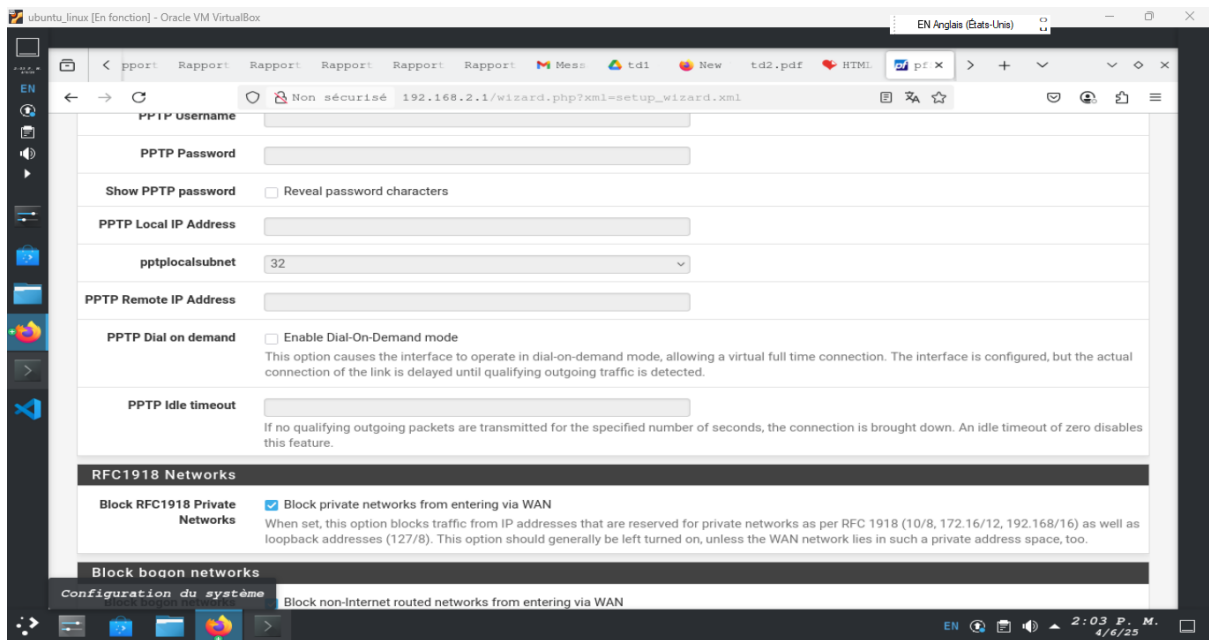 ubuntu_linux [En fonction] - Oracle VM VirtualBox
EN Anglais (États-Unis)
pport Rapport Rapport Rapport Rapport Rapport Mess td1 New td2.pdf HTML pf
EN
Non sécurisé 192.168.2.1/wizard.php?xml=setup_wizard.xml
PPTP Username
PPTP Password
Show PPTP password Reveal password characters
PPTP Local IP Address
pptplocalsubnet 32
PPTP Remote IP Address
PPTP Dial on demand Enable Dial-On-Demand mode
This option causes the interface to operate in dial-on-demand mode, allowing a virtual full time connection. The interface is configured, but the actual
connection of the link is delayed until qualifying outgoing traffic is detected.
PPTP Idle timeout
If no qualifying outgoing packets are transmitted for the specified number of seconds, the connection is brought down. An idle timeout of zero disables
this feature.
RFC1918 Networks
Block RFC1918 Private Block private networks from entering via WAN
Networks When set, this option blocks traffic from IP addresses that are reserved for private networks as per RFC 1918 (10/8, 172.16/12, 192.168/16) as well as
loopback addresses (127/8). This option should generally be left turned on, unless the WAN network lies in such a private address space, too.
Block bogon networks
Configuration du système
Block bogon networks Block non-Internet routed networks from entering via WAN
EN 2:03 P. M.
4/6/25